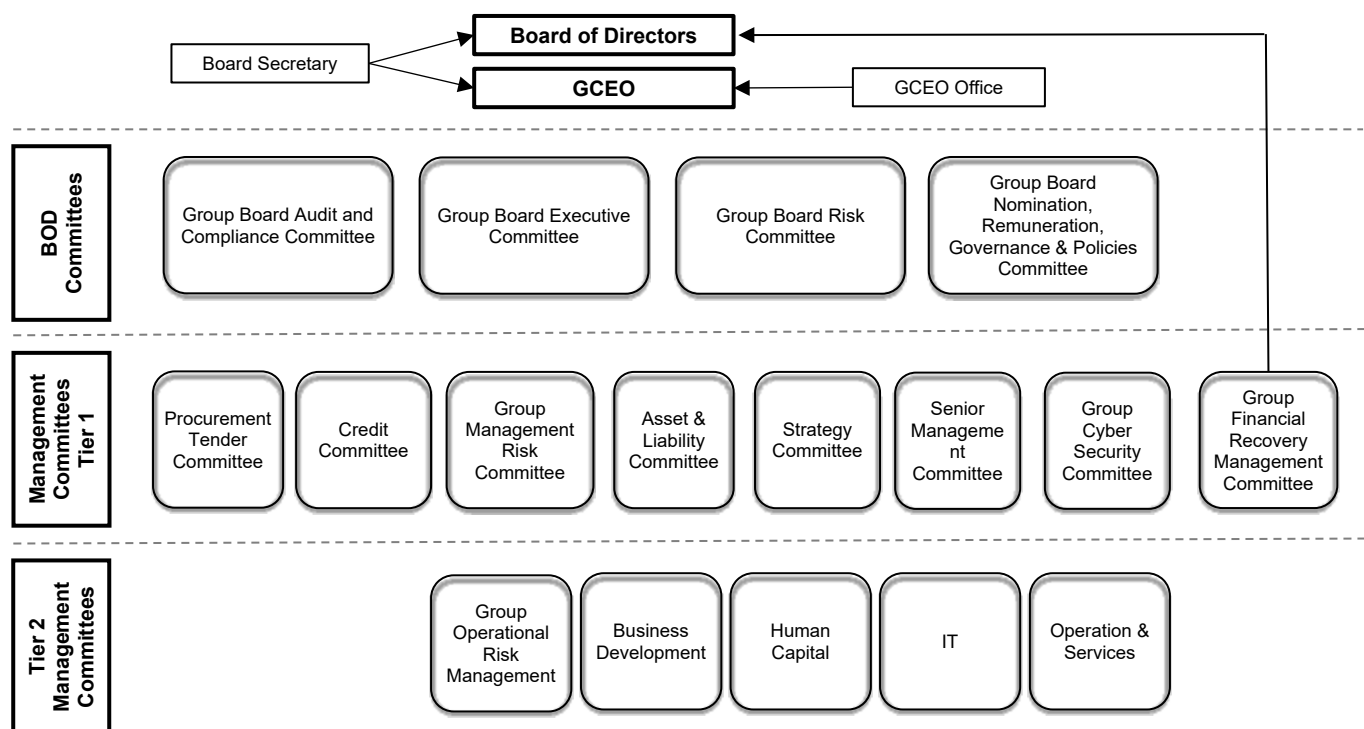 Board of Directors
Board Secretary
GCEO
GCEO Office
BOD
Committees
Group Board Audit and
Compliance Committee
Group Board Executive
Committee
Group Board Risk
Committee
Group Board
Nomination,
Remuneration,
Governance & Policies
Committee
Management
Committees
Tier 1
Procurement
Tender
Committee
Credit
Committee
Group
Management
Risk
Committee
Asset &
Liability
Committee
Strategy
Committee
Senior
Manageme
nt
Committee
Group
Cyber
Security
Committee
Group
Financial
Recovery
Management
Committee
Tier 2
Management
Committees
Group
Operational
Risk
Management
Business
Development
Human
Capital
IT
Operation &
Services